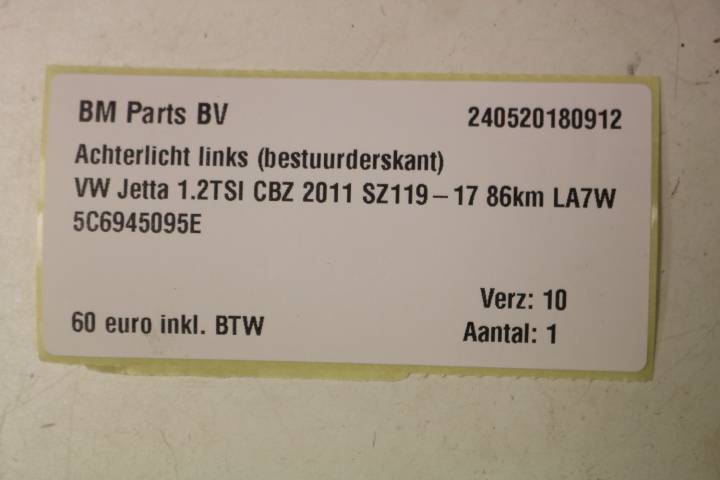 BM Parts BV 240520180912
Achterlicht links (bestuurderskant)
VW Jetta 1.2TSI CBZ 2011 SZ119 – 17 86km LA7W
5C6945095E
Verz: 10
60 euro inkl. BTW Aantal: 1